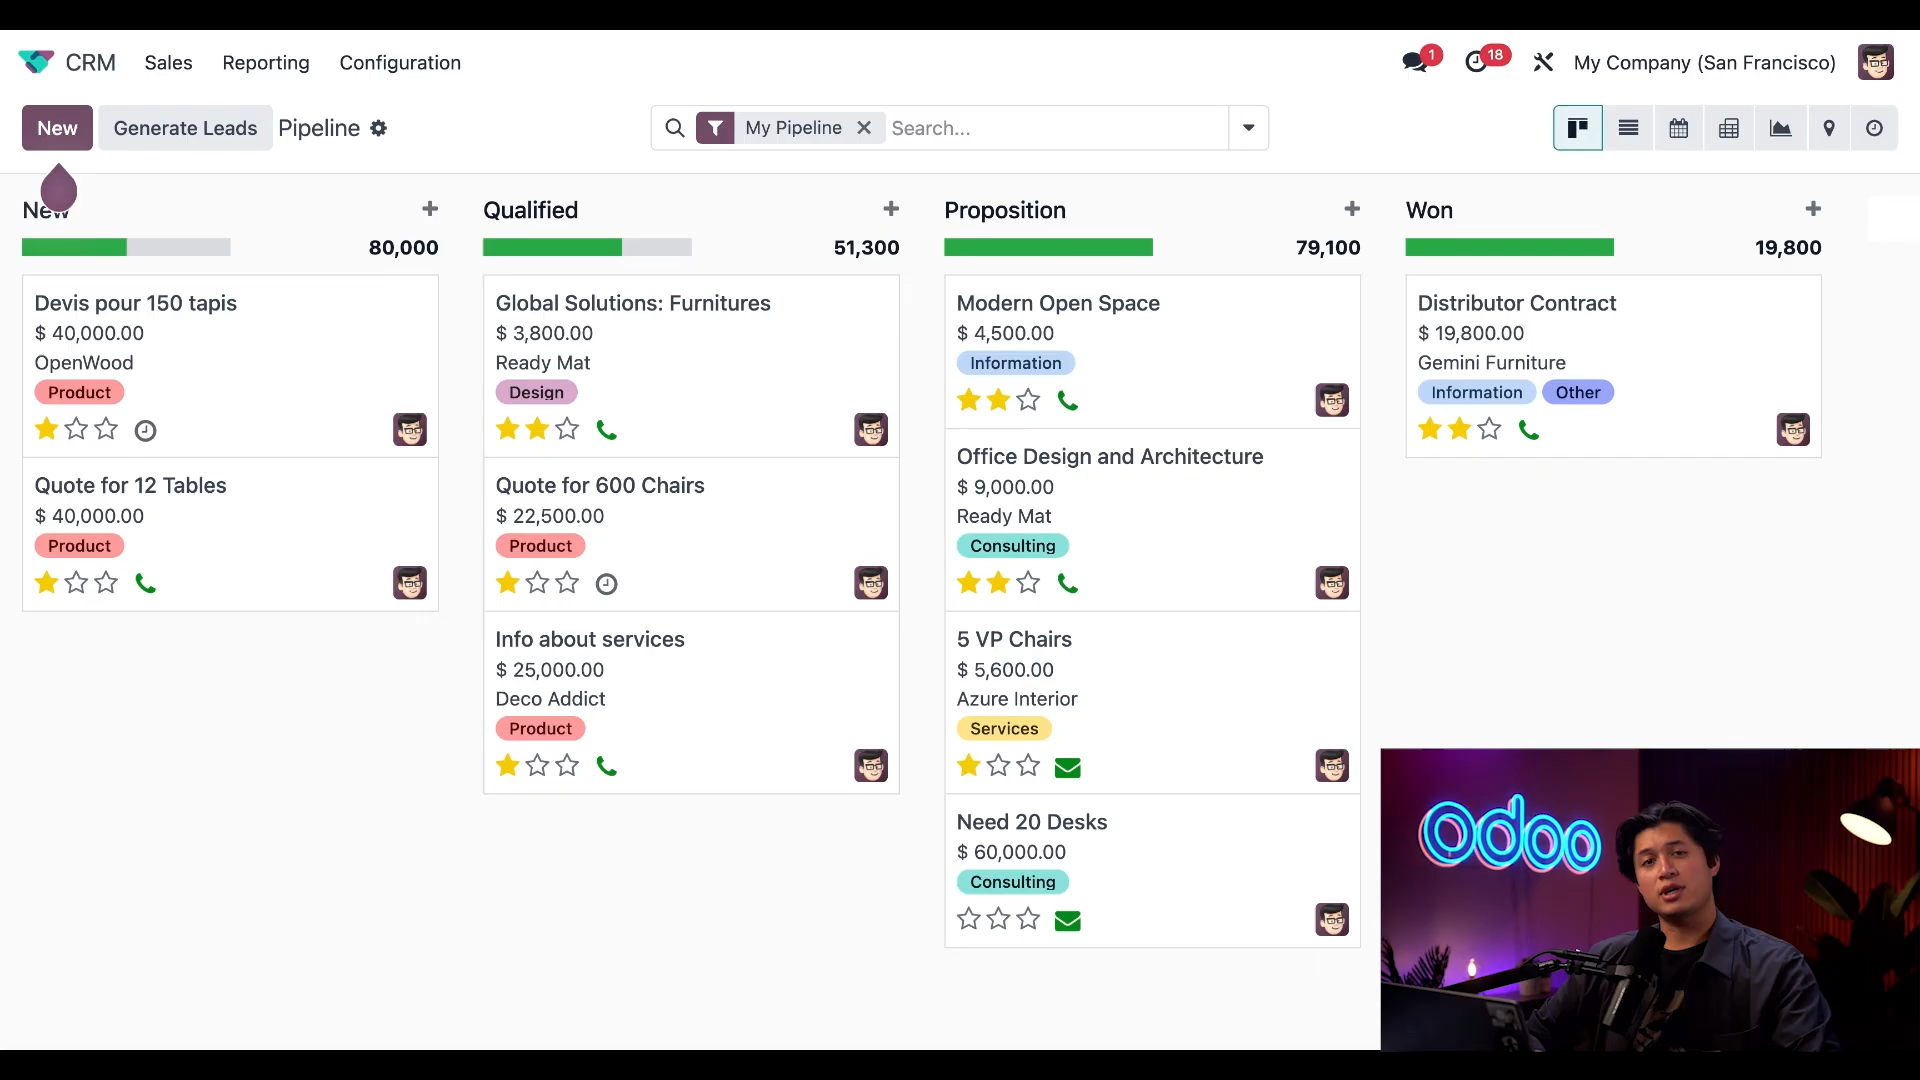 CRM Sales Reporting Configuration 1 18 My Company (San Francisco)
New Generate Leads Pipeline My Pipeline Search...
New
80,000
Devis pour 150 tapis
$ 40,000.00
OpenWood
Product
Quote for 12 Tables
$ 40,000.00
Product
Qualified
51,300
Global Solutions: Furnitures
$ 3,800.00
Ready Mat
Design
Quote for 600 Chairs
$ 22,500.00
Product
Info about services
$ 25,000.00
Deco Addict
Product
Proposition
79,100
Modern Open Space
$ 4,500.00
Information
Office Design and Architecture
$ 9,000.00
Ready Mat
Consulting
5 VP Chairs
$ 5,600.00
Azure Interior
Services
Need 20 Desks
$ 60,000.00
Consulting
Won
19,800
Distributor Contract
$ 19,800.00
Gemini Furniture
Information Other
odoo